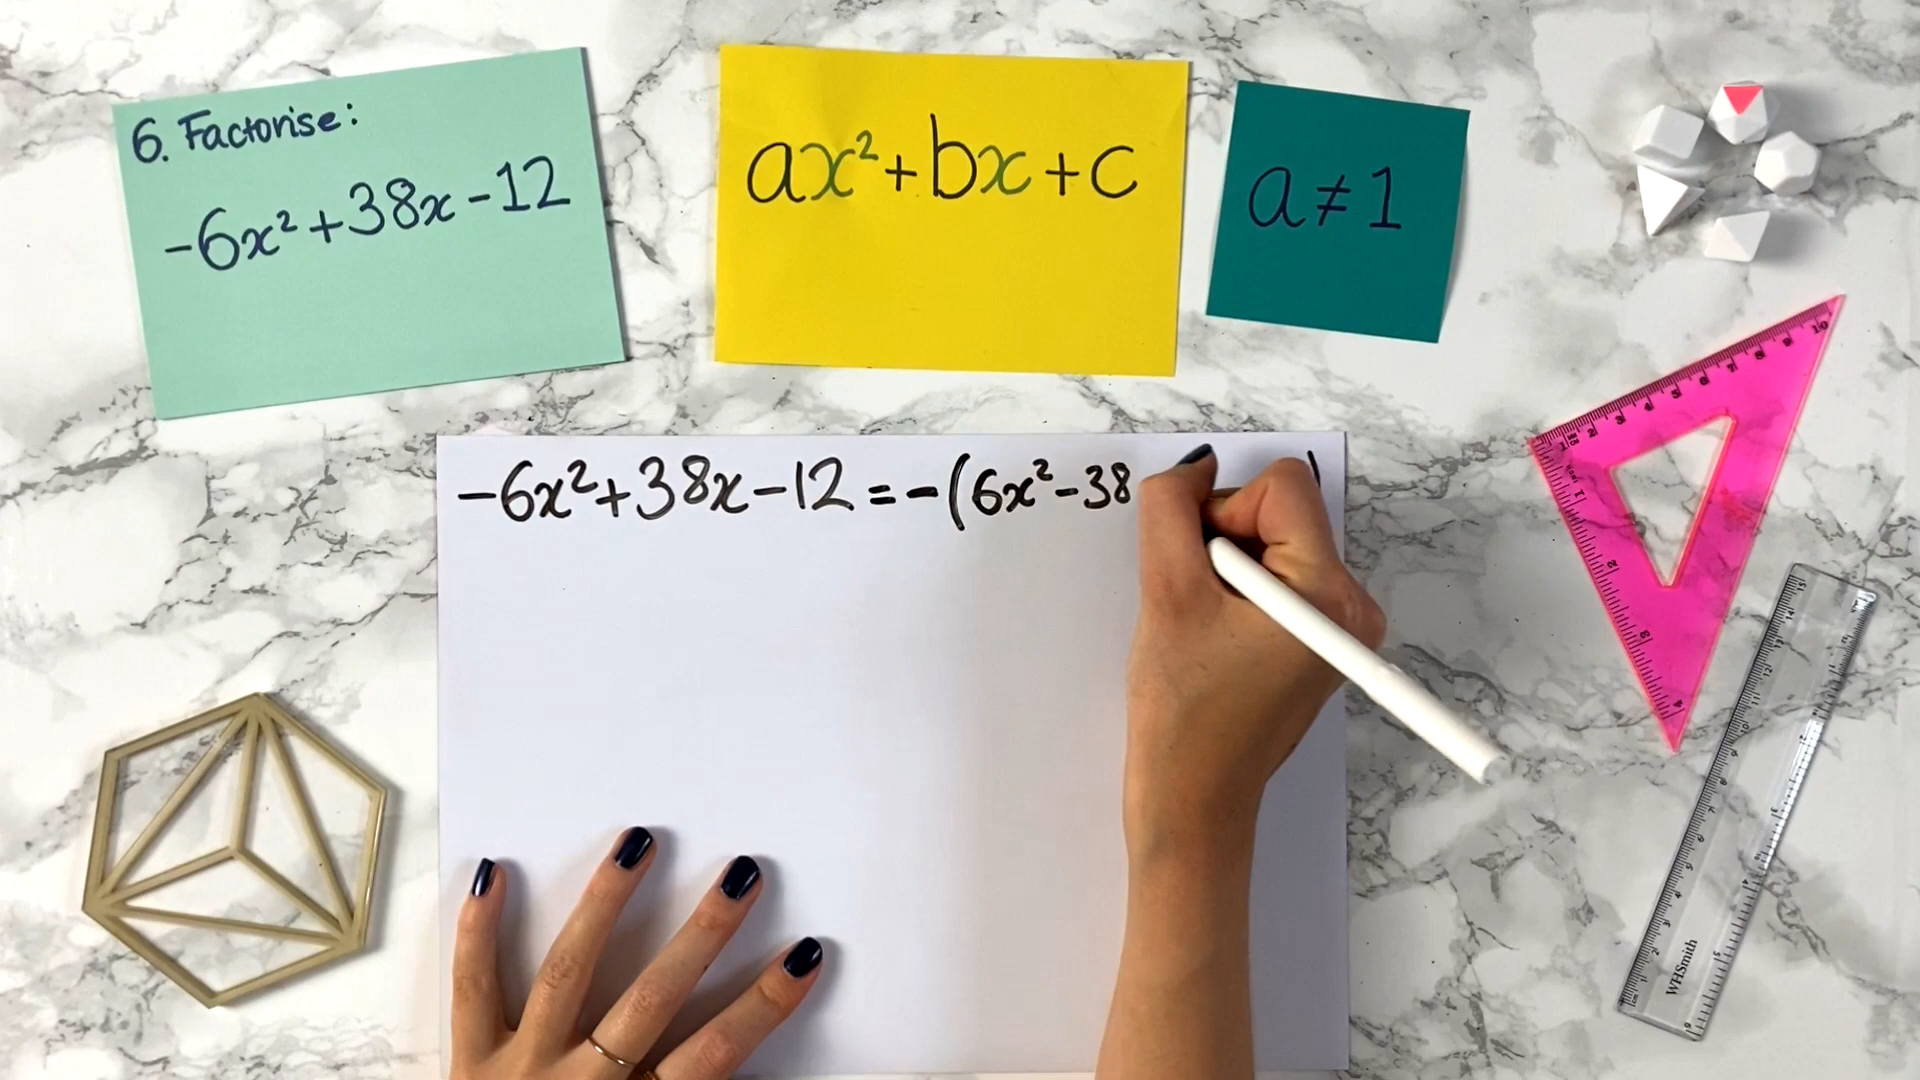 6. Factorise:
-6x²+38x-12
ax²+bx+c
a≠1
-6x²+38x-12=-(6x²-38 )
WHSmith